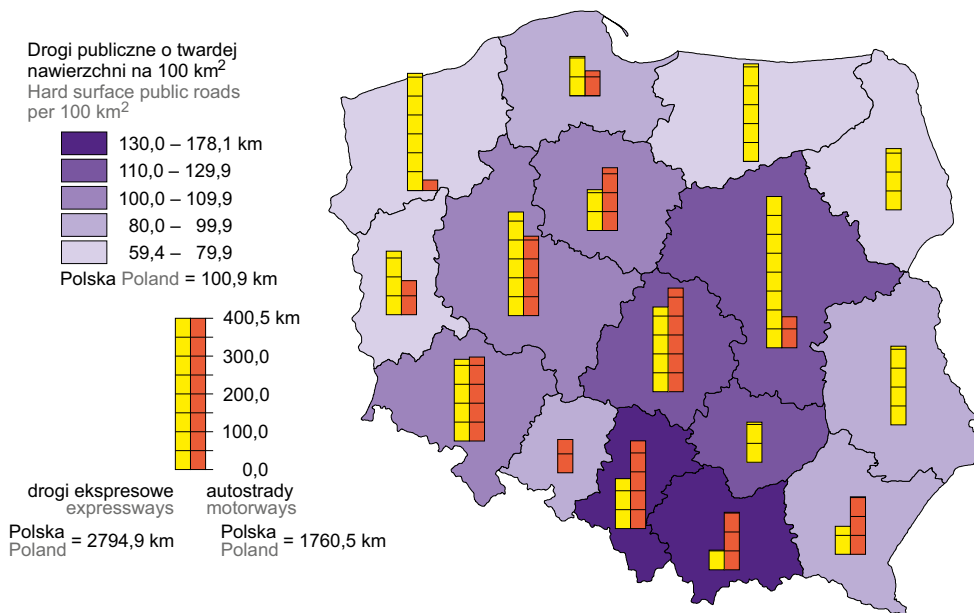 Drogi publiczne o twardej
nawierzchni na 100 km²
Hard surface public roads
per 100 km²
130,0 – 178,1 km
110,0 – 129,9
100,0 – 109,9
80,0 – 99,9
59,4 – 79,9
Polska Poland = 100,9 km
400,5 km
300,0
200,0
100,0
0,0
drogi ekspresowe
expressways
autostrady
motorways
Polska
Poland = 2794,9 km
Polska
Poland = 1760,5 km